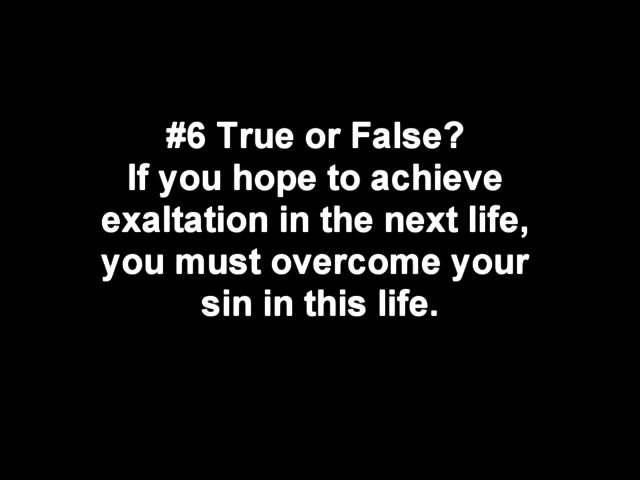 #6 True or False?
If you hope to achieve
exaltation in the next life,
you must overcome your
sin in this life.